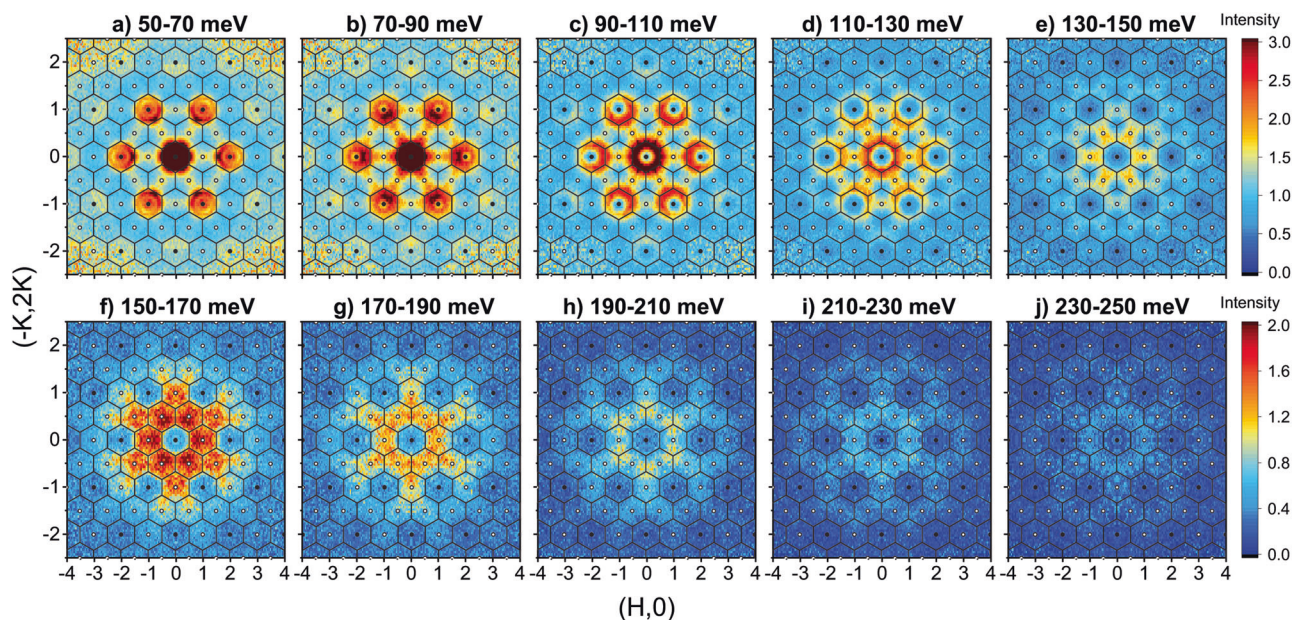 a) 50-70 meV b) 70-90 meV c) 90-110 meV d) 110-130 meV e) 130-150 meV Intensity
2 1 0 -1 -2
3.0 2.5 2.0 1.5 1.0 0.5 0.0
f) 150-170 meV g) 170-190 meV h) 190-210 meV i) 210-230 meV j) 230-250 meV Intensity
(-K,2K)
2 1 0 -1 -2
2.0 1.6 1.2 0.8 0.4 0.0
-4 -3 -2 -1 0 1 2 3 4 -3 -2 -1 0 1 2 3 4 -3 -2 -1 0 1 2 3 4 -3 -2 -1 0 1 2 3 4 -3 -2 -1 0 1 2 3 4
(H,0)